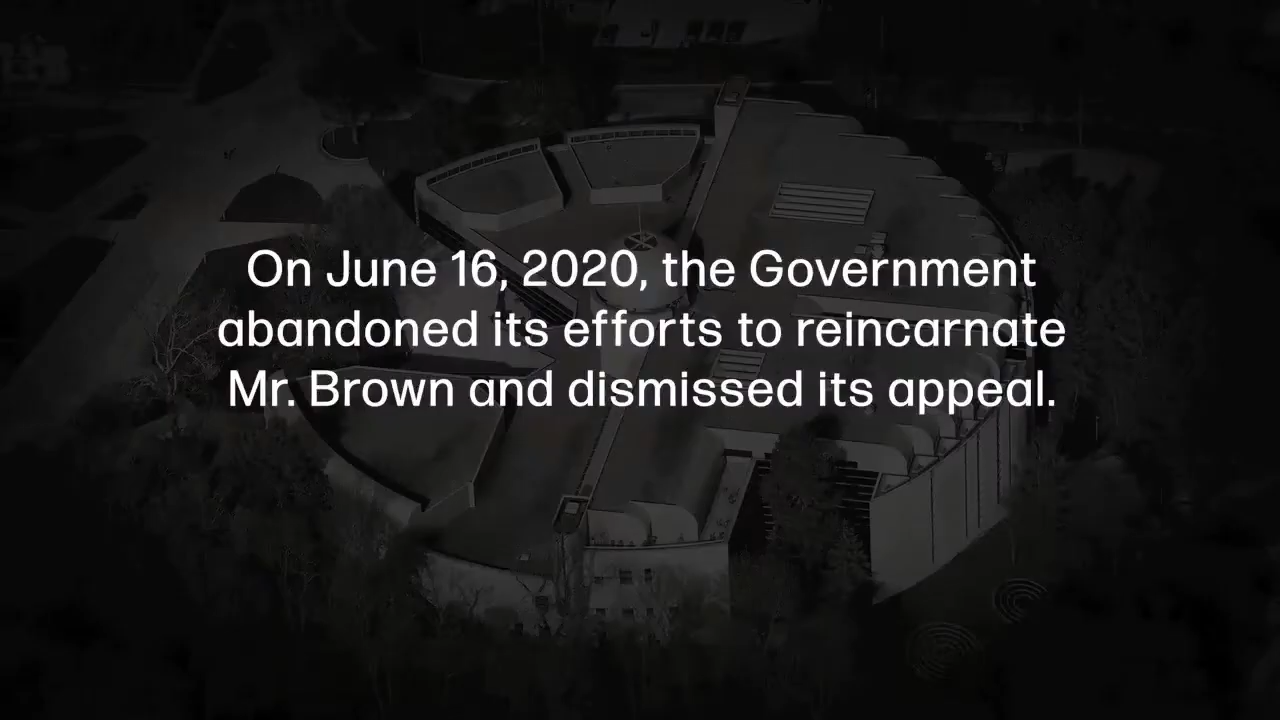 On June 16, 2020, the Government
abandoned its efforts to reincarnate
Mr. Brown and dismissed its appeal.